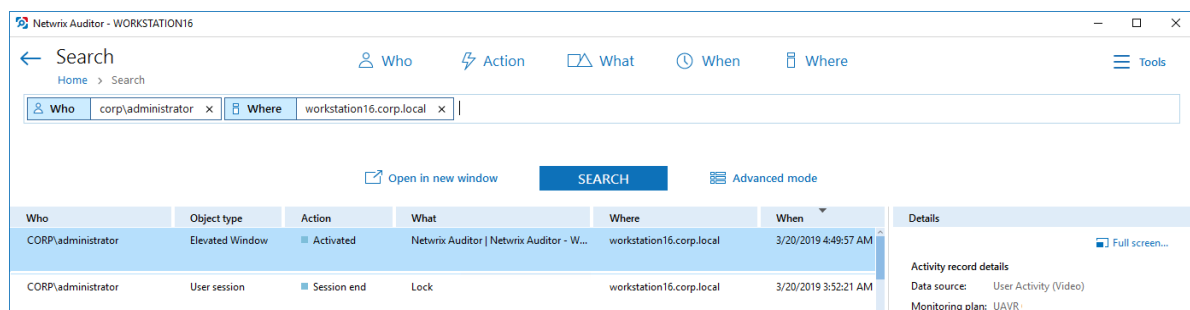 Netwrix Auditor - WORKSTATION16
Search
Who Action What When Where
Tools
Home > Search
Who corp\administrator × Where workstation16.corp.local ×
Open in new window SEARCH Advanced mode
Who Object type Action What Where When Details
CORP\administrator Elevated Window Activated Netwrix Auditor | Netwrix Auditor - W... workstation16.corp.local 3/20/2019 4:49:57 AM
Full screen...
Activity record details
Data source: User Activity (Video)
CORP\administrator User session Session end Lock workstation16.corp.local 3/20/2019 3:52:21 AM
Monitoring plan: UAVR